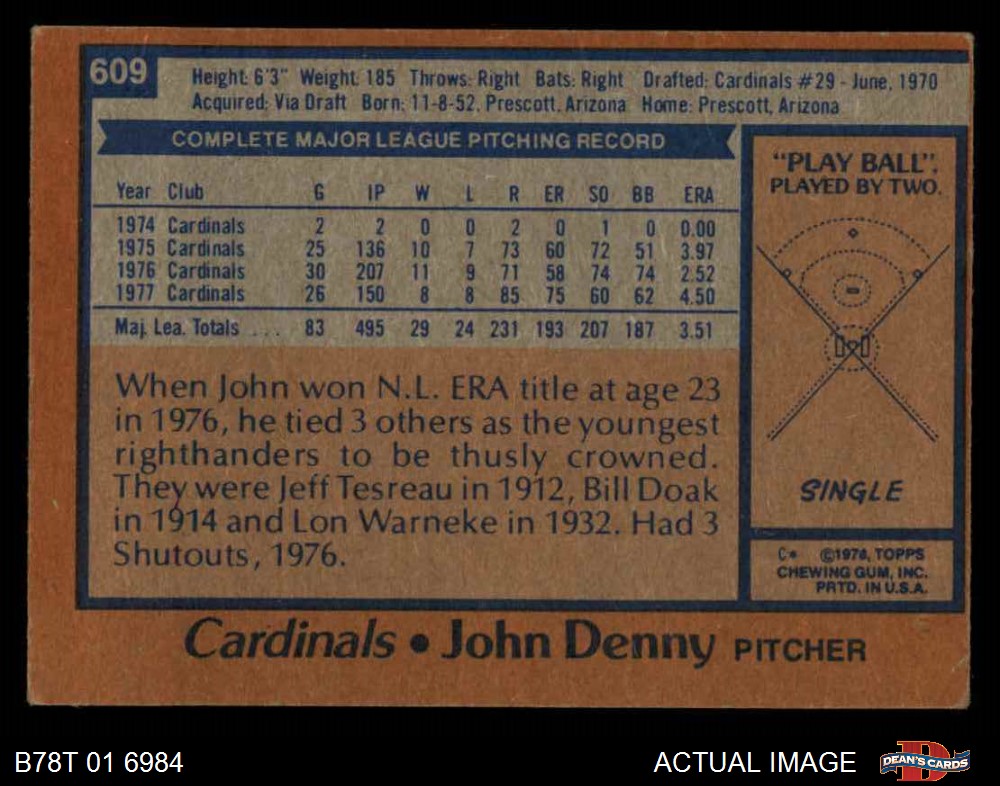 609
Height: 6'3" Weight: 185 Throws: Right Bats: Right Drafted: Cardinals #29 - June, 1970
Acquired: Via Draft Born: 11-8-52, Prescott, Arizona Home: Prescott, Arizona
COMPLETE MAJOR LEAGUE PITCHING RECORD
Year Club G IP W L R ER SO BB ERA
1974 Cardinals 2 2 0 0 2 0 1 0 0.00
1975 Cardinals 25 136 10 7 73 60 72 51 3.97
1976 Cardinals 30 207 11 9 71 58 74 74 2.52
1977 Cardinals 26 150 8 8 85 75 60 62 4.50
Maj. Lea. Totals . . . 83 495 29 24 231 193 207 187 3.51
When John won N.L. ERA title at age 23
in 1976, he tied 3 others as the youngest
righthanders to be thusly crowned.
They were Jeff Tesreau in 1912, Bill Doak
in 1914 and Lon Warneke in 1932. Had 3
Shutouts, 1976.
"PLAY BALL".
PLAYED BY TWO.
SINGLE
C* ©1978, TOPPS
CHEWING GUM, INC.
PRTD. IN U.S.A.
Cardinals • John Denny PITCHER
B78T 01 6984
ACTUAL IMAGE
D
DEAN'S CARDS